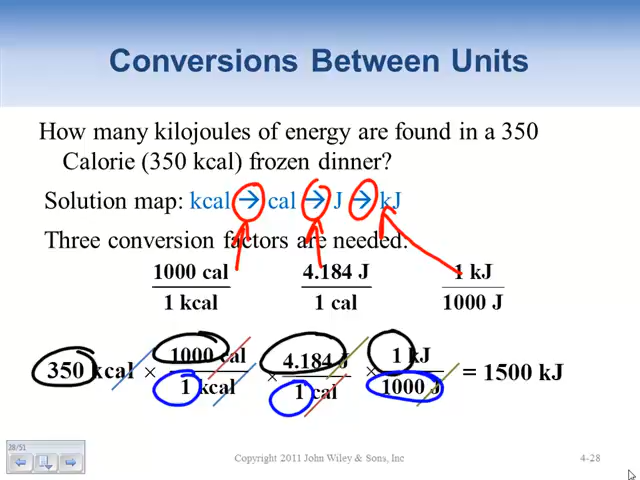 Conversions Between Units
How many kilojoules of energy are found in a 350
Calorie (350 kcal) frozen dinner?
Solution map: kcal → cal → J → kJ
Three conversion factors are needed.
1000 cal 4.184 J 1 kJ
1 kcal 1 cal 1000 J
350 kcal × 1000 cal × 4.184 J × 1 kJ = 1500 kJ
1 kcal 1 cal 1000 J
28/51
Copyright 2011 John Wiley & Sons, Inc 4-28